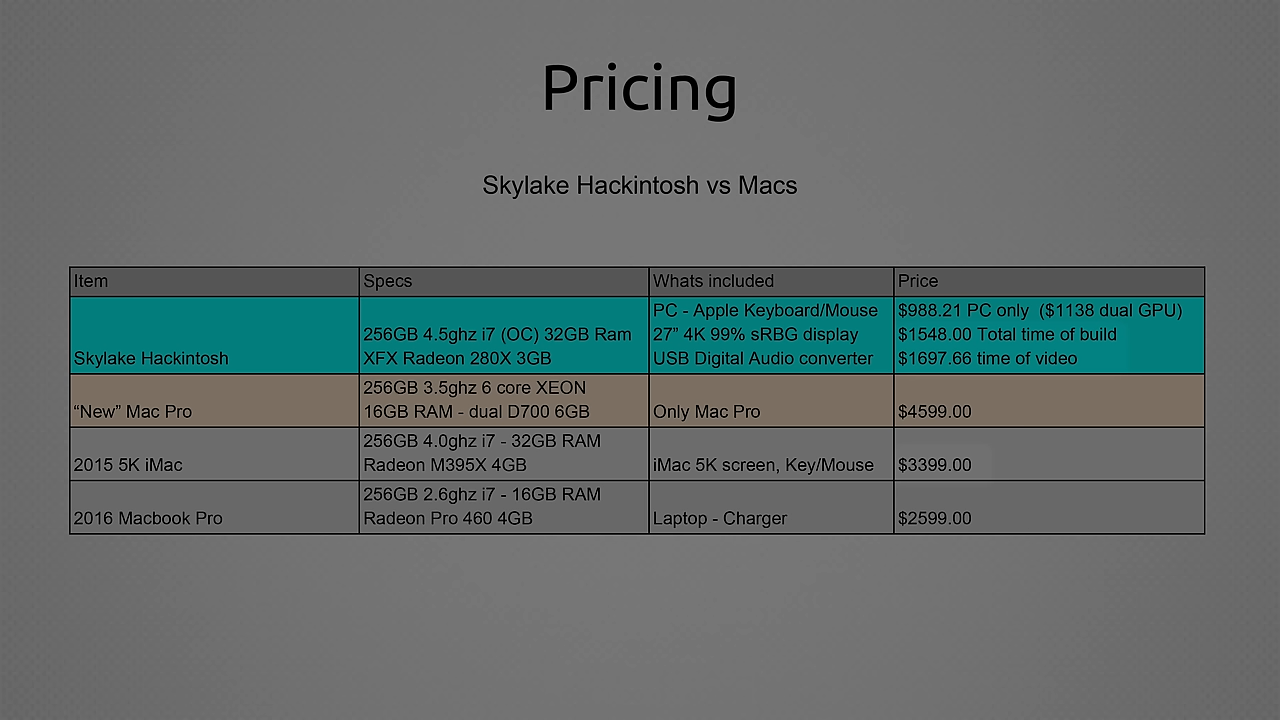 Pricing
Skylake Hackintosh vs Macs
Item Specs Whats included Price
Skylake Hackintosh
256GB 4.5ghz i7 (OC) 32GB Ram
XFX Radeon 280X 3GB
PC - Apple Keyboard/Mouse
27” 4K 99% sRBG display
USB Digital Audio converter
$988.21 PC only  ($1138 dual GPU)
$1548.00 Total time of build
$1697.66 time of video
“New” Mac Pro
256GB 3.5ghz 6 core XEON
16GB RAM - dual D700 6GB
Only Mac Pro
$4599.00
2015 5K iMac
256GB 4.0ghz i7 - 32GB RAM
Radeon M395X 4GB
iMac 5K screen, Key/Mouse
$3399.00
2016 Macbook Pro
256GB 2.6ghz i7 - 16GB RAM
Radeon Pro 460 4GB
Laptop - Charger
$2599.00